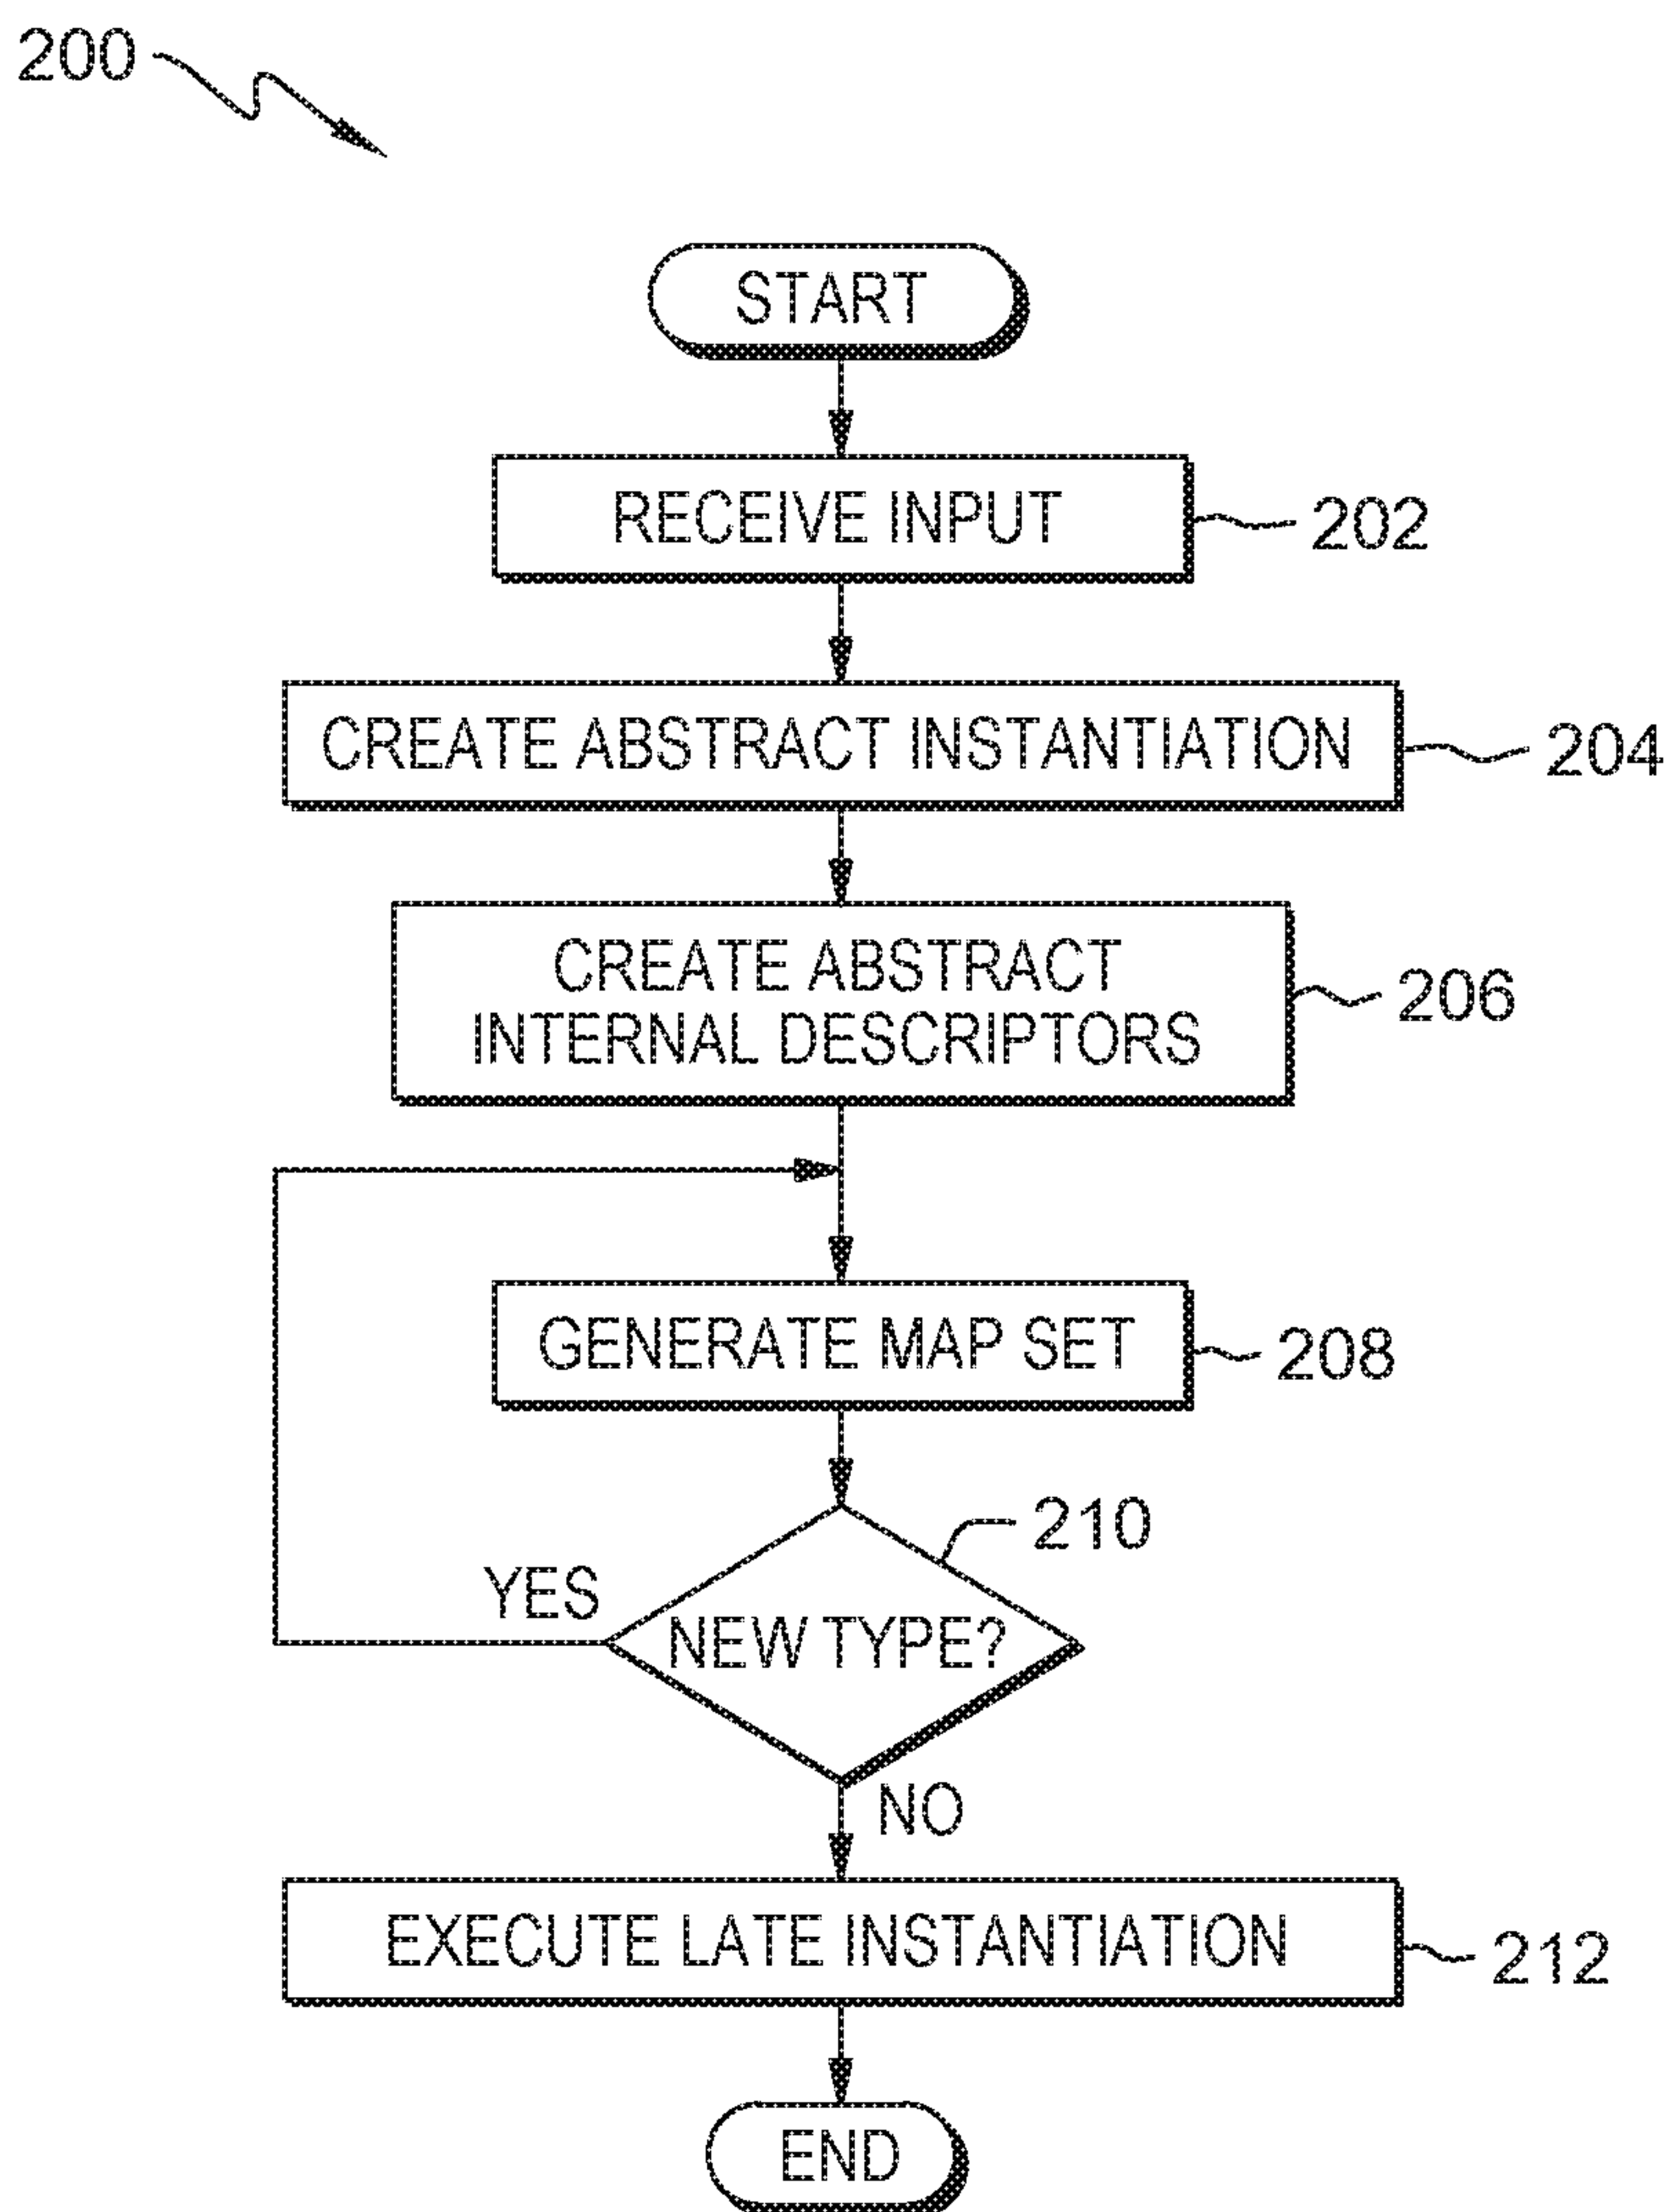 200
START
RECEIVE INPUT
202
CREATE ABSTRACT INSTANTIATION
204
CREATE ABSTRACT
INTERNAL DESCRIPTORS
206
GENERATE MAP SET
208
210
YES
NEW TYPE?
NO
EXECUTE LATE INSTANTIATION
212
END